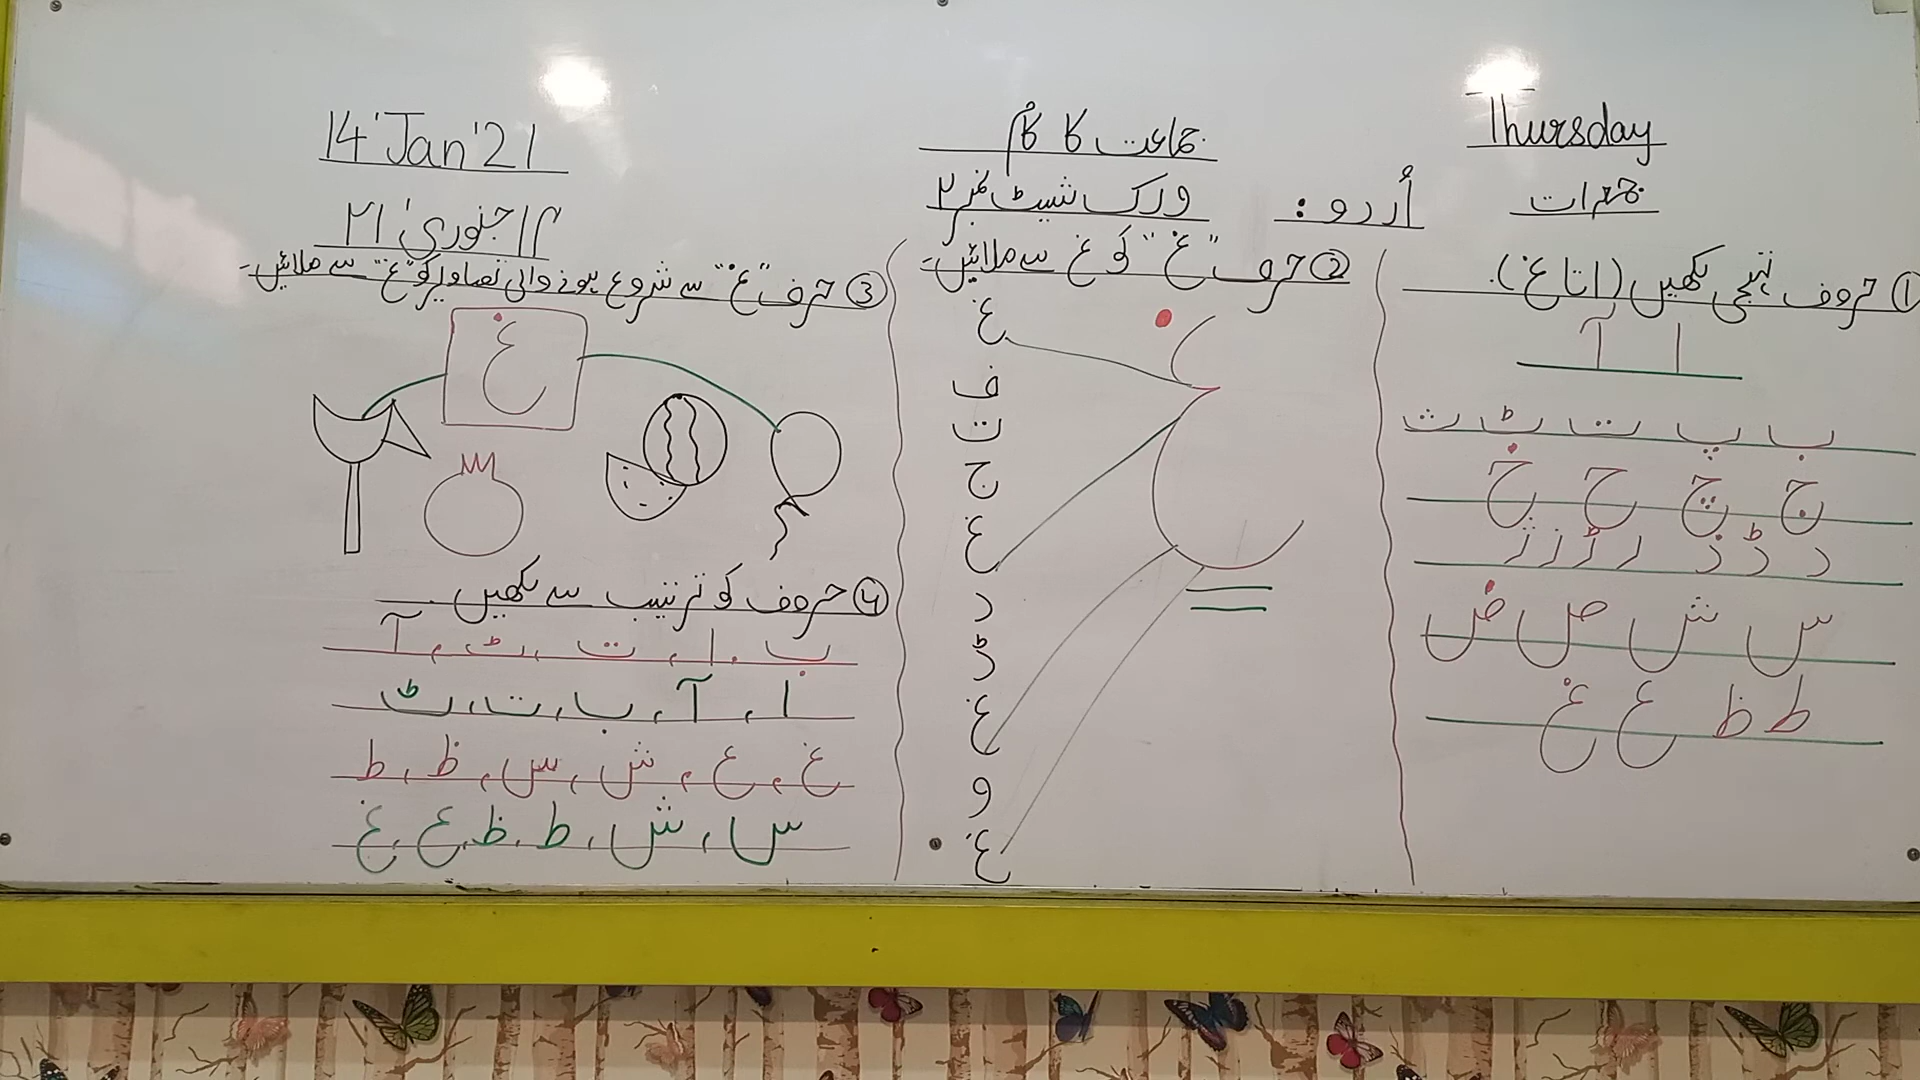 Thursday
جمعرات
جماعت کا کام
اُردو:
ورک شیٹ نمبر ۲
14 Jan '21
۱۴ جنوری' ۲۱
① حروف تہجی لکھیں (ا تا غ).
ا آ
ب پ ت ٹ ث
ج چ ح خ
د ڈ ذ ر ڑ ز ژ
س ش ص ض
ط ظ ع غ
② حرف "غ" کو غ سے ملائیں۔
غ
غ
ف
ت
ج
غ
د
ڈ
غ
و
غ
③ حرف "غ" سے شروع ہونے والی تصاویر کو "غ" سے ملائیں۔
غ
④ حروف کو ترتیب سے لکھیں.
ب، ا، ت، ٹ، آ
ا، آ، ب، ت، ٹ
غ، ع، ش، س، ظ، ط
س، ش، ط، ظ، ع، غ